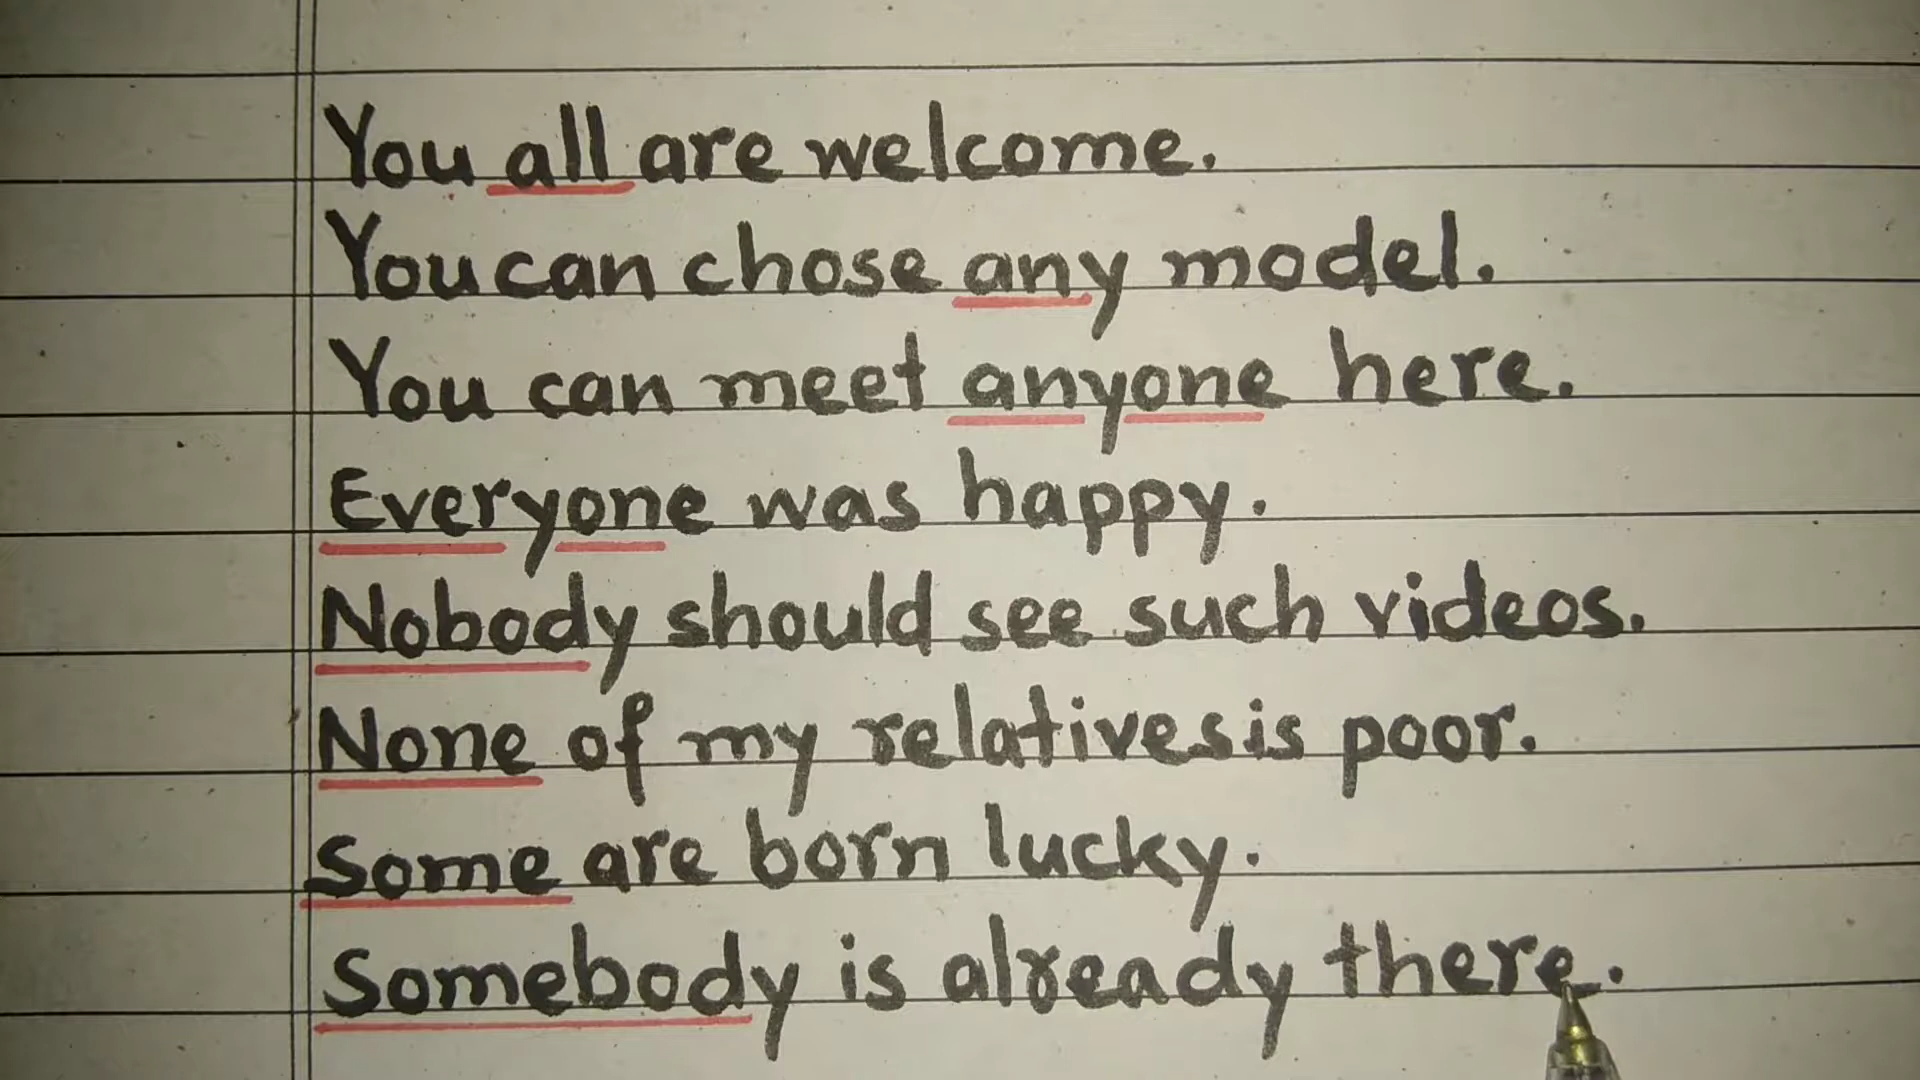 You all are welcome.
You can chose any model.
You can meet anyone here.
Everyone was happy.
Nobody should see such videos.
None of my relatives is poor.
Some are born lucky.
Somebody is already there.